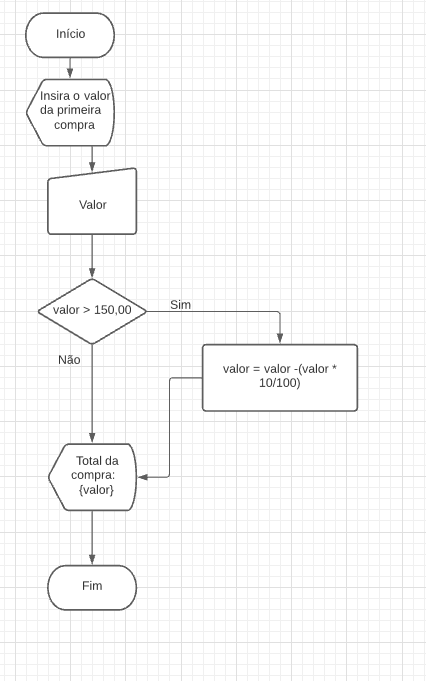 Início
Insira o valor
da primeira
compra
Valor
valor > 150,00
Sim
Não
valor = valor -(valor *
10/100)
Total da
compra:
{valor}
Fim